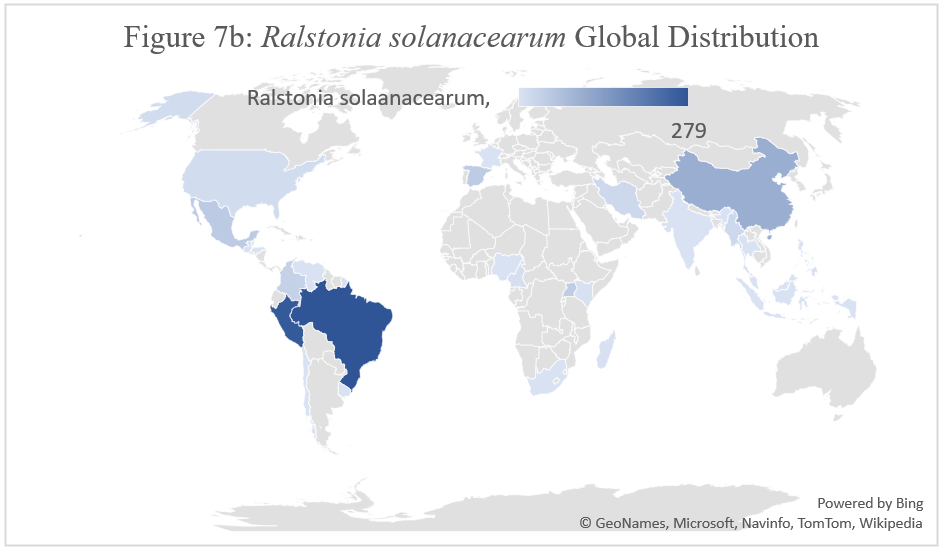 Figure 7b: Ralstonia solanacearum Global Distribution
Ralstonia solaanacearum,
279
Powered by Bing
© GeoNames, Microsoft, Navinfo, TomTom, Wikipedia